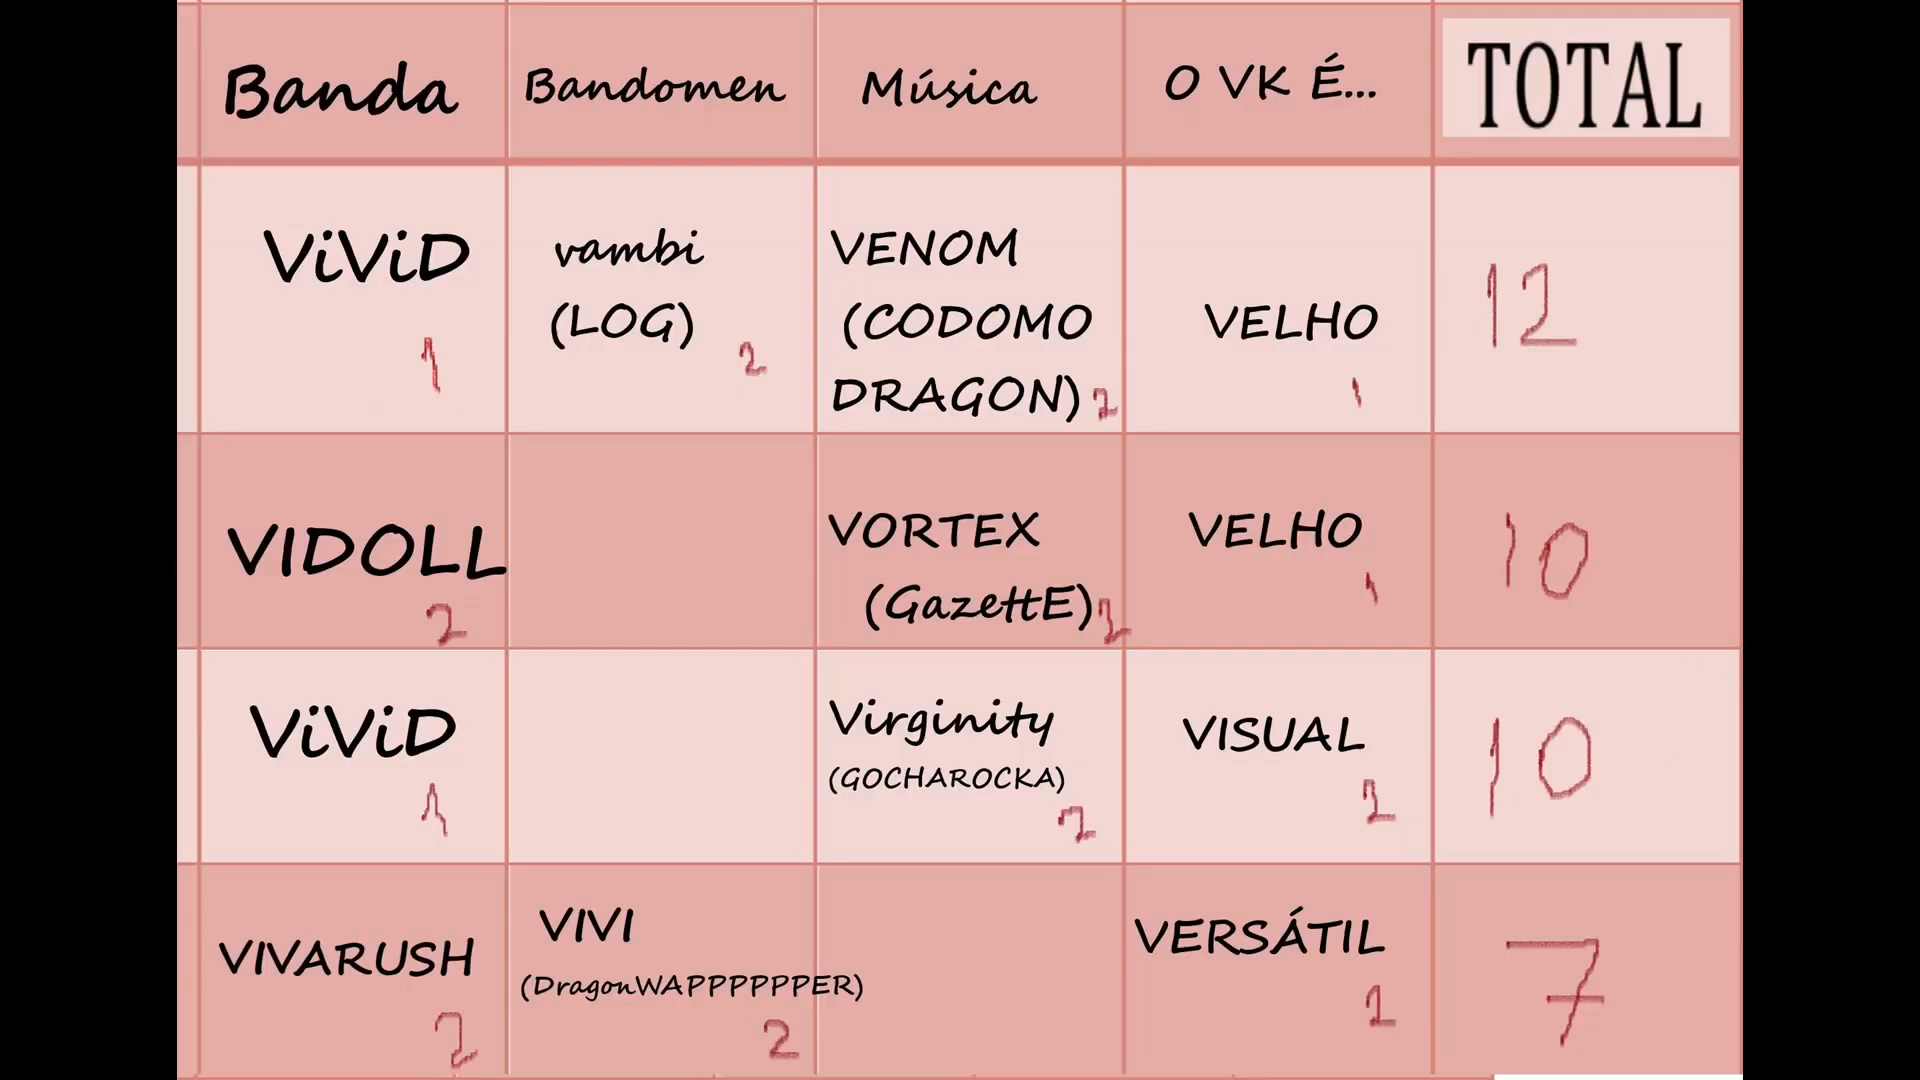 Banda
Bandomen
Música
O VK É...
TOTAL
ViViD
1
vambi
(LOG)
2
VENOM
(CODOMO
DRAGON)
2
VELHO
1
12
VIDOLL
2
VORTEX
(GazettE)
2
VELHO
1
10
ViViD
1
Virginity
(GOCHAROCKA)
2
VISUAL
2
10
VIVARUSH
2
VIVI
(DragonWAPPPPPPER)
2
VERSÁTIL
2
7